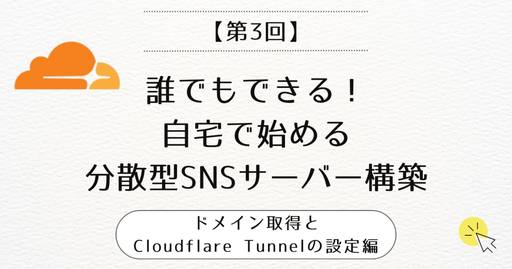 【第3回】
誰でもできる！
自宅で始める
分散型SNSサーバー構築
ドメイン取得と
Cloudflare Tunnelの設定編